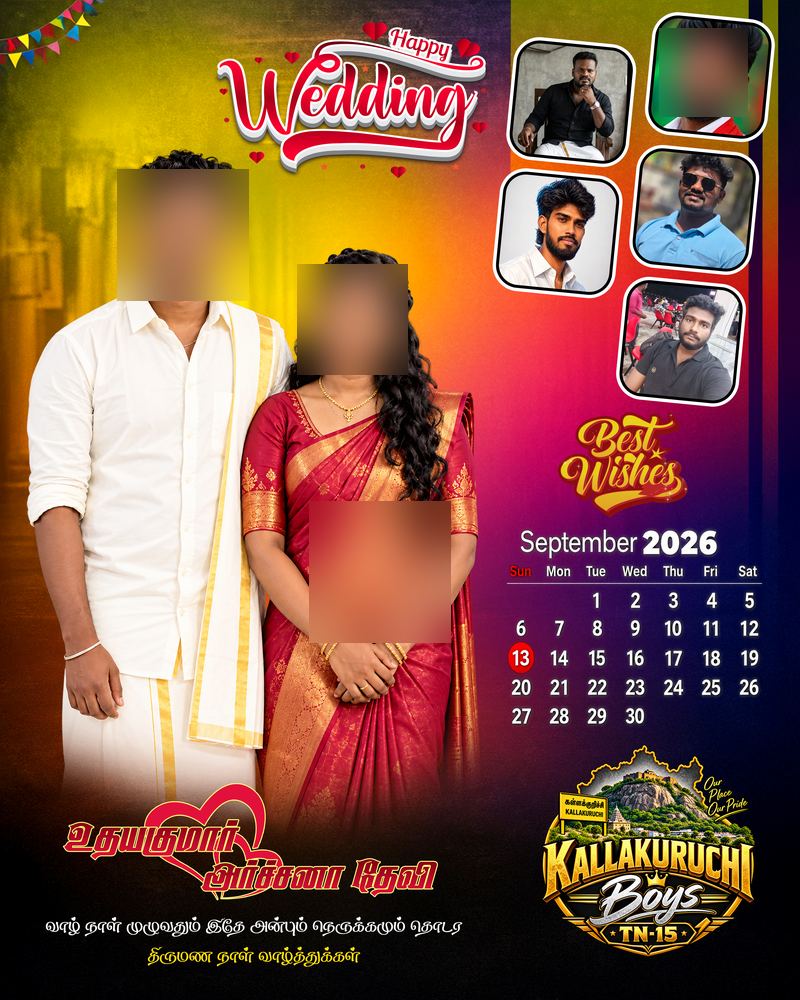 Happy
Wedding
Best
Wishes
September 2026
Sun Mon Tue Wed Thu Fri Sat
1 2 3 4 5
6 7 8 9 10 11 12
13 14 15 16 17 18 19
20 21 22 23 24 25 26
27 28 29 30
உதயகுமார்
அர்ச்சனா தேவி
வாழ் நாள் முழுவதும் இதே அன்பும் நெருக்கமும் தொடர
திருமண நாள் வாழ்த்துக்கள்
Our
Place
Our Pride
கள்ளக்குறிச்சி
KALLAKURUCHI
KALLAKURUCHI
Boys
TN-15